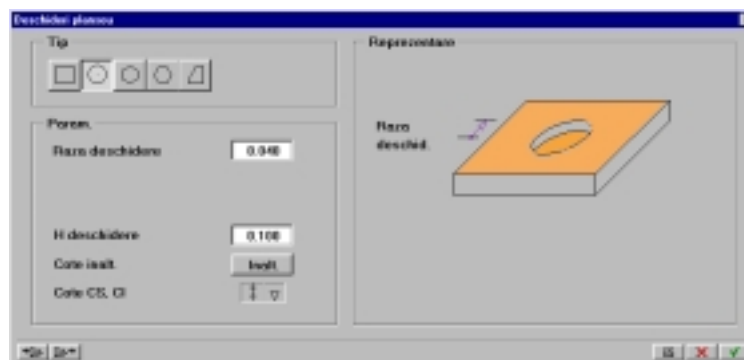 Deschideri planseu
Tip
Reprezentare
Raza
deschid.
Param.
Raza deschidere 0.040
H deschidere 0.100
Cote inalt. Inalt.
Cote CS, CI